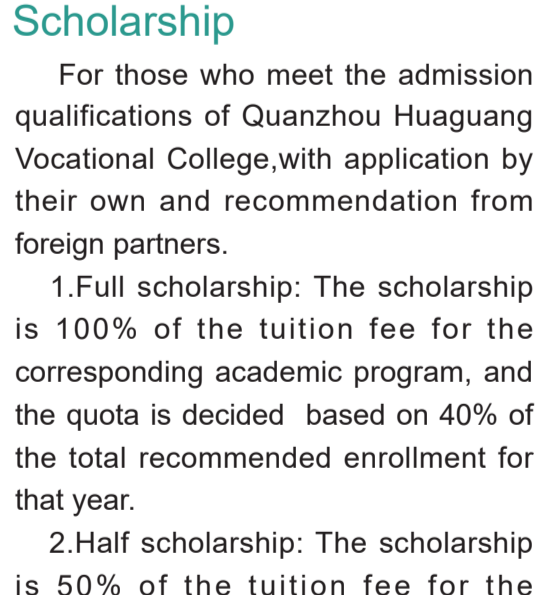 Scholarship
For those who meet the admission
qualifications of Quanzhou Huaguang
Vocational College,with application by
their own and recommendation from
foreign partners.
1.Full scholarship: The scholarship
is 100% of the tuition fee for the
corresponding academic program, and
the quota is decided  based on 40% of
the total recommended enrollment for
that year.
2.Half scholarship: The scholarship
is 50% of the tuition fee for the